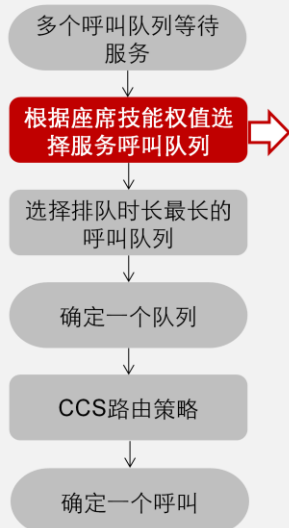 多个呼叫队列等待
服务
根据座席技能权值选
择服务呼叫队列
选择排队时长最长的
呼叫队列
确定一个队列
CCS路由策略
确定一个呼叫